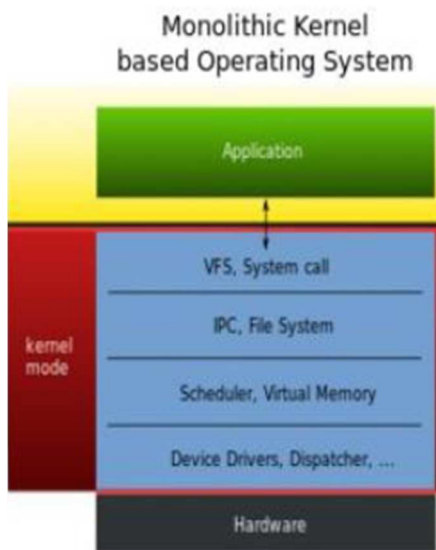 Monolithic Kernel
based Operating System
Application
VFS, System call
IPC, File System
kernel
mode
Scheduler, Virtual Memory
Device Drivers, Dispatcher, ...
Hardware